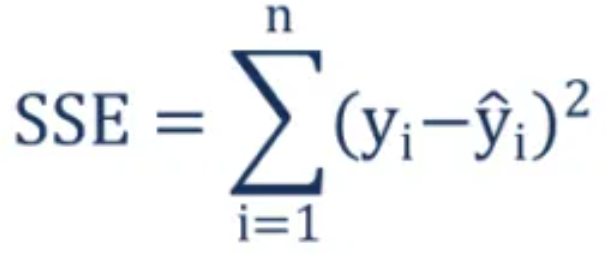 n
SSE = ∑(yᵢ−ŷᵢ)²
i=1